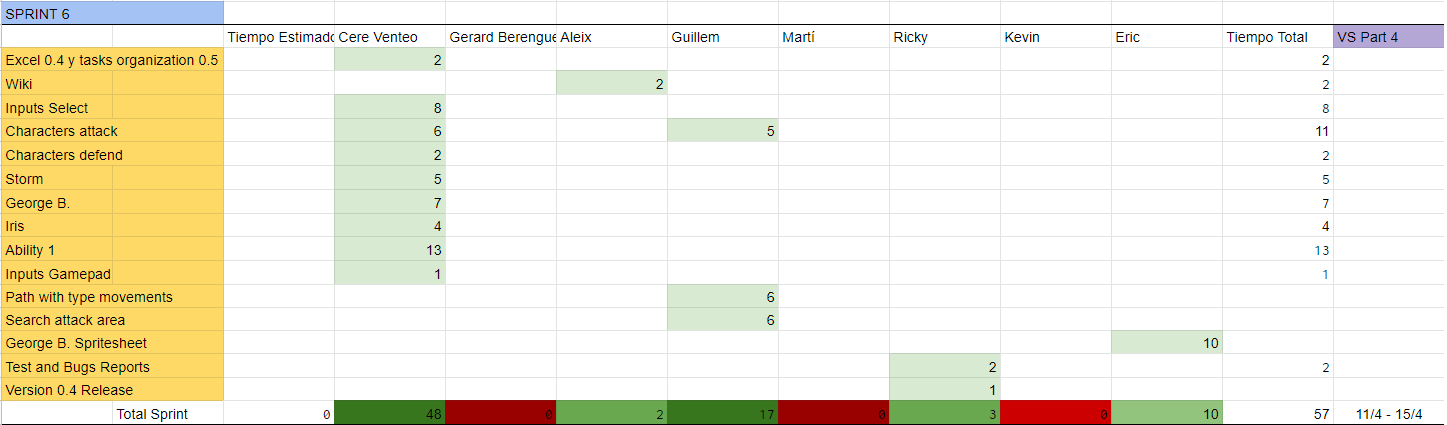 SPRINT 6
Tiempo Estimado Cere Venteo Gerard Berengue Aleix Guillem Martí Ricky Kevin Eric Tiempo Total VS Part 4
Excel 0.4 y tasks organization 0.5 2 2
Wiki 2 2
Inputs Select 8 8
Characters attack 6 5 11
Characters defend 2 2
Storm 5 5
George B. 7 7
Iris 4 4
Ability 1 13 13
Inputs Gamepad 1 1
Path with type movements 6
Search attack area 6
George B. Spritesheet 10
Test and Bugs Reports 2 2
Version 0.4 Release 1
Total Sprint 0 48 0 2 17 0 3 0 10 57 11/4 - 15/4